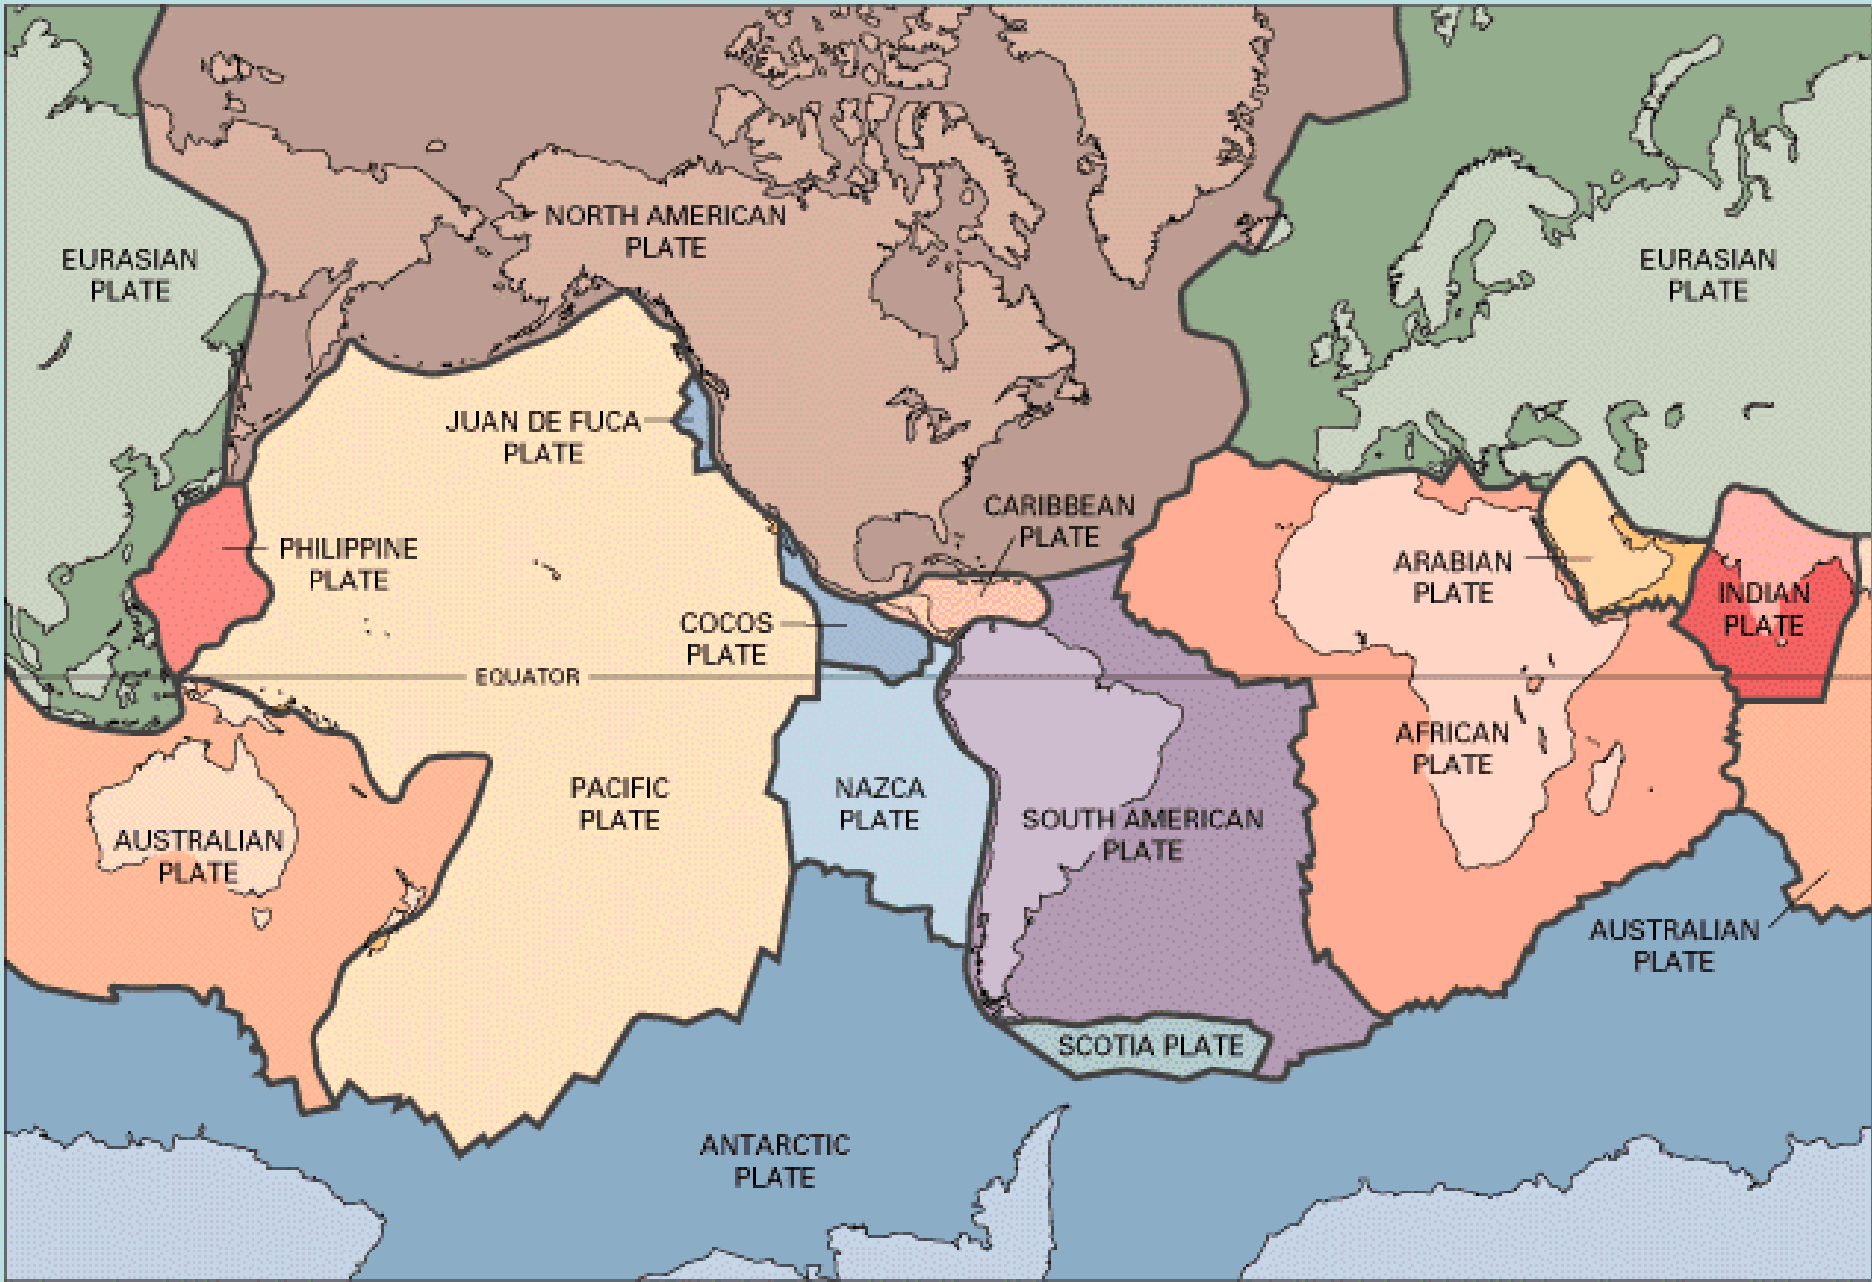 NORTH AMERICAN
PLATE
EURASIAN
PLATE
EURASIAN
PLATE
JUAN DE FUCA
PLATE
CARIBBEAN
PLATE
PHILIPPINE
PLATE
ARABIAN
PLATE
INDIAN
PLATE
COCOS
PLATE
EQUATOR
AFRICAN
PLATE
PACIFIC
PLATE
NAZCA
PLATE
SOUTH AMERICAN
PLATE
AUSTRALIAN
PLATE
AUSTRALIAN
PLATE
SCOTIA PLATE
ANTARCTIC
PLATE